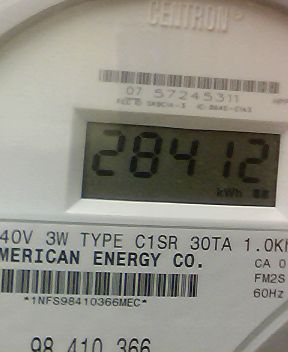 CENTRON®
07 57245311
28412
kWh
40V 3W TYPE C1SR 30TA 1.0K
MERICAN ENERGY CO.
CA 0
FM2S
60Hz
*1NFS98410366MEC*
98 410 366